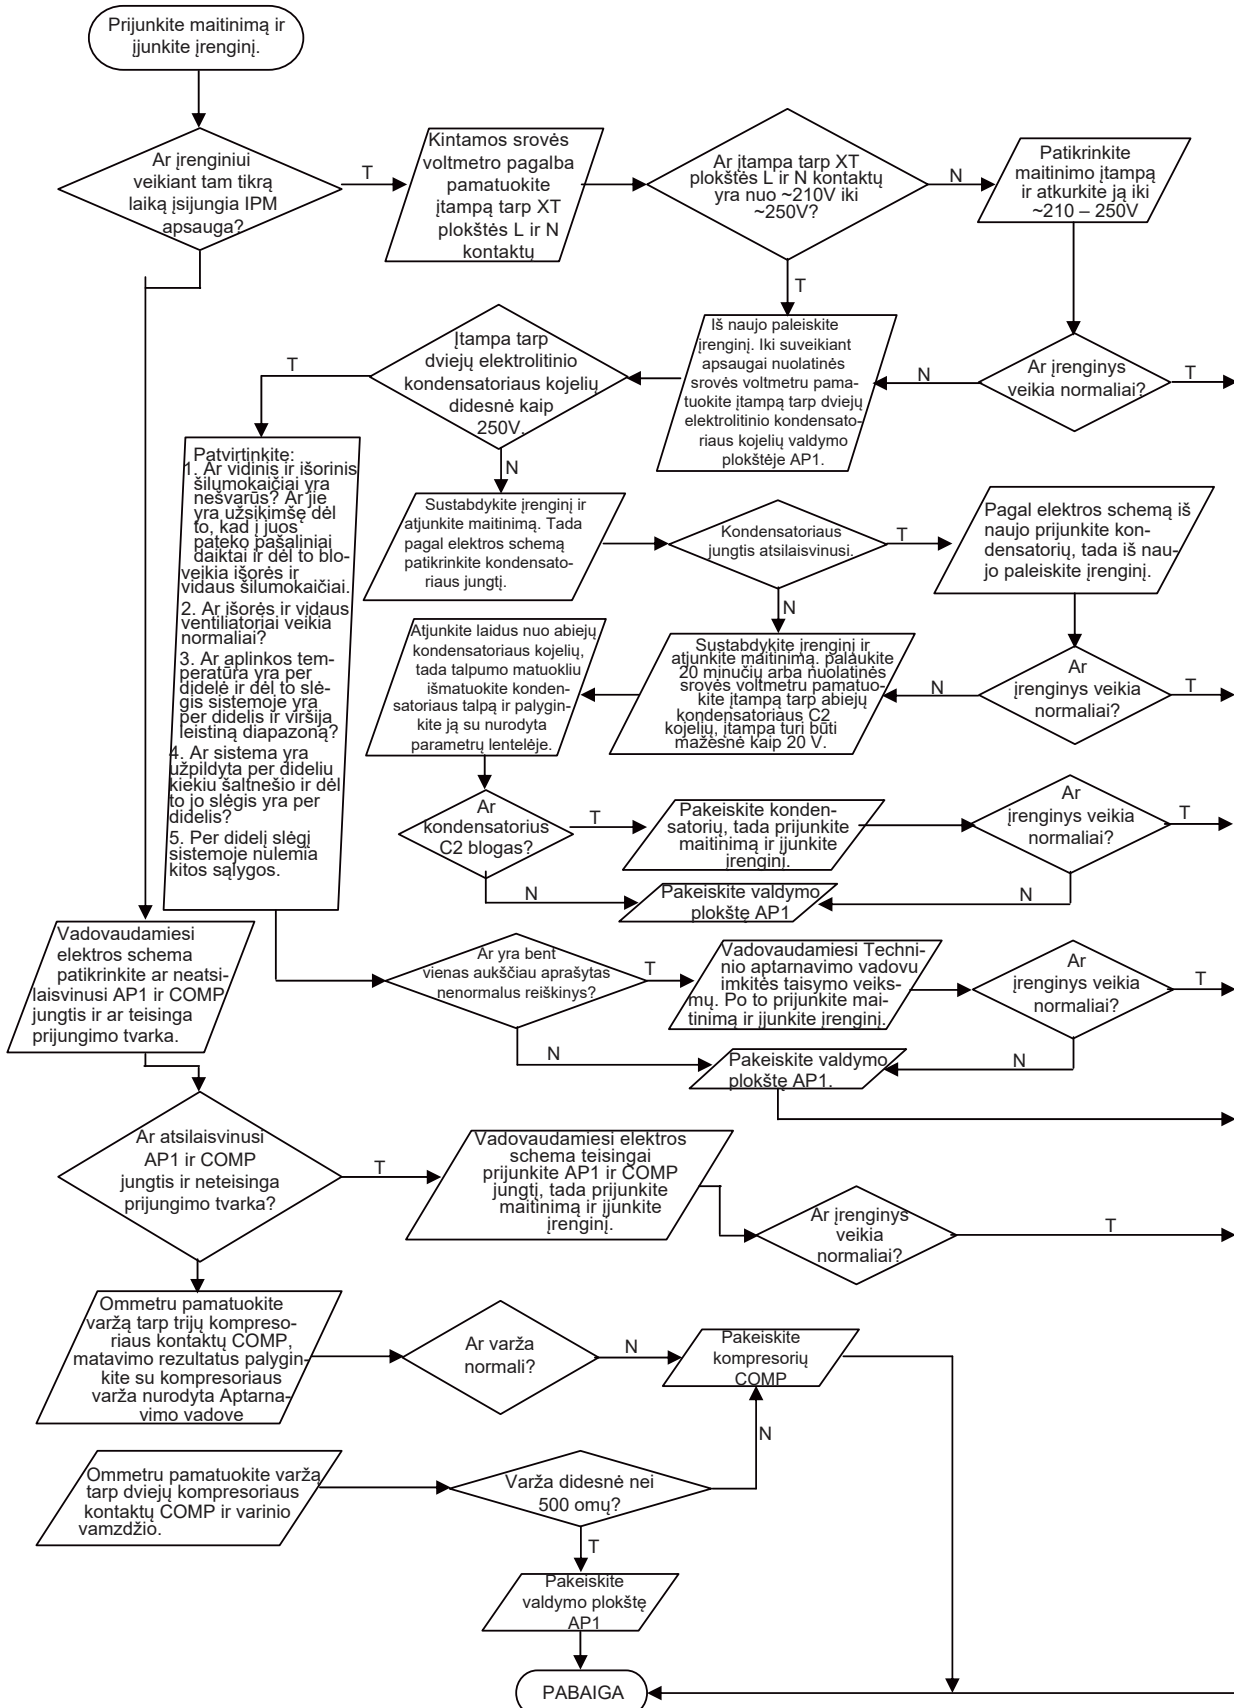 Prijunkite maitinimą ir
įjunkite įrenginį.
Ar įrenginiui
veikiant tam tikrą
laiką įsijungia IPM
apsauga?
T
Kintamos srovės
voltmetro pagalba
pamatuokite
įtampą tarp XT
plokštės L ir N
kontaktų
Ar įtampa tarp XT
plokštės L ir N kontaktų
yra nuo ~210V iki
~250V?
N
Patikrinkite
maitinimo įtampą
ir atkurkite ją iki
~210 – 250V
T
Ar įrenginys
veikia normaliai?
T
N
Iš naujo paleiskite
įrenginį. Iki suveikiant
apsaugai nuolatinės
srovės voltmetru pama-
tuokite įtampą tarp dviejų
elektrolitinio kondensato-
riaus kojelių valdymo
plokštėje AP1.
Įtampa tarp
dviejų elektrolitinio
kondensatoriaus kojelių
didesnė kaip
250V.
T
N
Patvirtinkite:
1. Ar vidinis ir išorinis
šilumokaičiai yra
nešvarūs? Ar jie
yra užsikimšę dėl
to, kad į juos
pateko pašaliniai
daiktai ir dėl to blo-
veikia išorės ir
vidaus šilumokaičiai.
2. Ar išorės ir vidaus
ventiliatoriai veikia
normaliai?
3. Ar aplinkos tem-
peratūra yra per
didelė ir dėl to slė-
gis sistemoje yra
per didelis ir viršija
leistiną diapazoną?
4. Ar sistema yra
užpildyta per dideliu
kiekiu šaltnešio ir dėl
to jo slėgis yra per
didelis?
5. Per didelį slėgį
sistemoje nulemia
kitos sąlygos.
Sustabdykite įrenginį ir
atjunkite maitinimą. Tada
pagal elektros schemą
patikrinkite kondensato-
riaus jungtį.
Kondensatoriaus
jungtis atsilaisvinusi.
T
Pagal elektros schemą iš
naujo prijunkite kon-
densatorių, tada iš nau-
jo paleiskite įrenginį.
N
Ar
įrenginys veikia
normaliai?
T
N
Sustabdykite įrenginį ir
atjunkite maitinimą. palaukite
20 minučių arba nuolatinės
srovės voltmetru pamatuo-
kite įtampą tarp abiejų
kondensatoriaus C2
kojelių, įtampa turi būti
mažesnė kaip 20 V.
Atjunkite laidus nuo abiejų
kondensatoriaus kojelių,
tada talpumo matuokliu
išmatuokite konden-
satoriaus talpą ir palygin-
kite ją su nurodyta
parametrų lentelėje.
Ar
kondensatorius
C2 blogas?
T
Pakeiskite konden-
satorių, tada prijunkite
maitinimą ir įjunkite
įrenginį.
Ar
įrenginys veikia
normaliai?
T
N
N
Pakeiskite valdymo
plokštę AP1
Vadovaudamiesi
elektros schema
patikrinkite ar neatsi-
laisvinusi AP1 ir COMP
jungtis ir ar teisinga
prijungimo tvarka.
Ar yra bent
vienas aukščiau aprašytas
nenormalus reiškinys?
T
Vadovaudamiesi Techni-
nio aptarnavimo vadovu
imkitės taisymo veiks-
mų. Po to prijunkite mai-
tinimą ir įjunkite įrenginį.
Ar
įrenginys veikia
normaliai?
T
N
N
Pakeiskite valdymo
plokštę AP1.
Ar atsilaisvinusi
AP1 ir COMP
jungtis ir neteisinga
prijungimo tvarka?
T
Vadovaudamiesi elektros
schema teisingai
prijunkite AP1 ir COMP
jungtį, tada prijunkite
maitinimą ir įjunkite
įrenginį.
Ar įrenginys
veikia
normaliai?
T
Ommetru pamatuokite
varžą tarp trijų kompreso-
riaus kontaktų COMP,
matavimo rezultatus palygin-
kite su kompresoriaus
varža nurodyta Aptarna-
vimo vadove
Ar varža
normali?
N
Pakeiskite
kompresorių
COMP
N
Ommetru pamatuokite varžą
tarp dviejų kompresoriaus
kontaktų COMP ir varinio
vamzdžio.
Varža didesnė nei
500 omų?
T
Pakeiskite
valdymo plokštę
AP1
PABAIGA